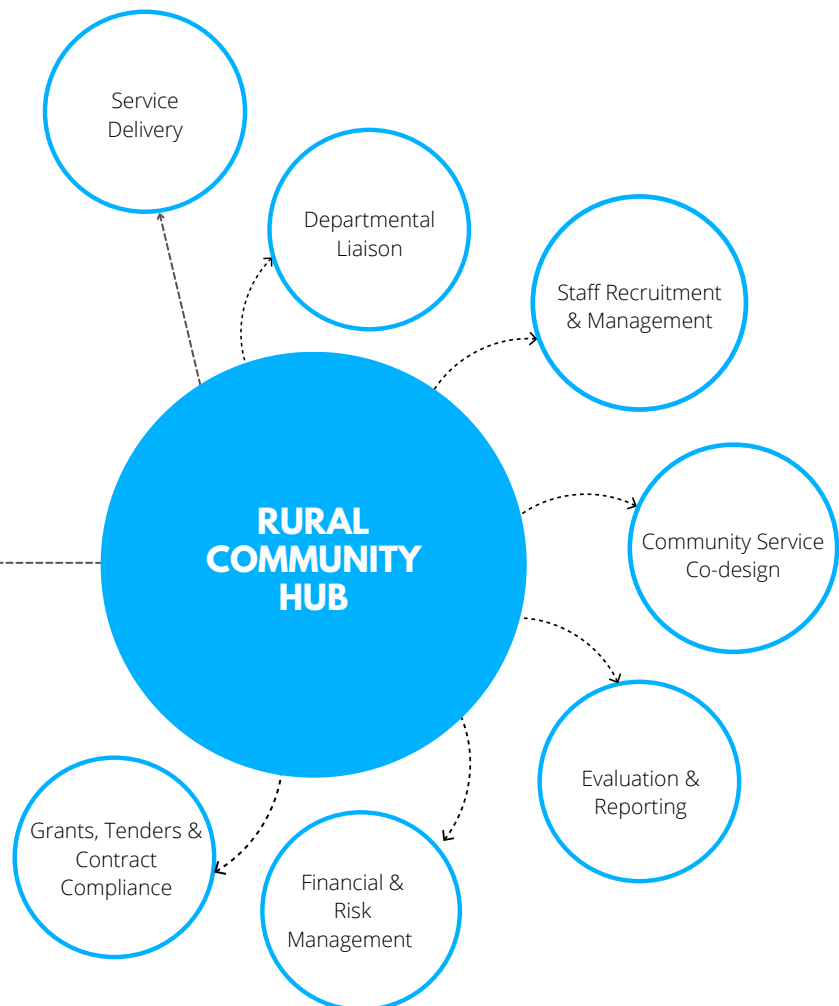 Service
Delivery
Departmental
Liaison
Staff Recruitment
& Management
RURAL
COMMUNITY
HUB
Community Service
Co-design
Evaluation &
Reporting
Grants, Tenders &
Contract
Compliance
Financial &
Risk
Management